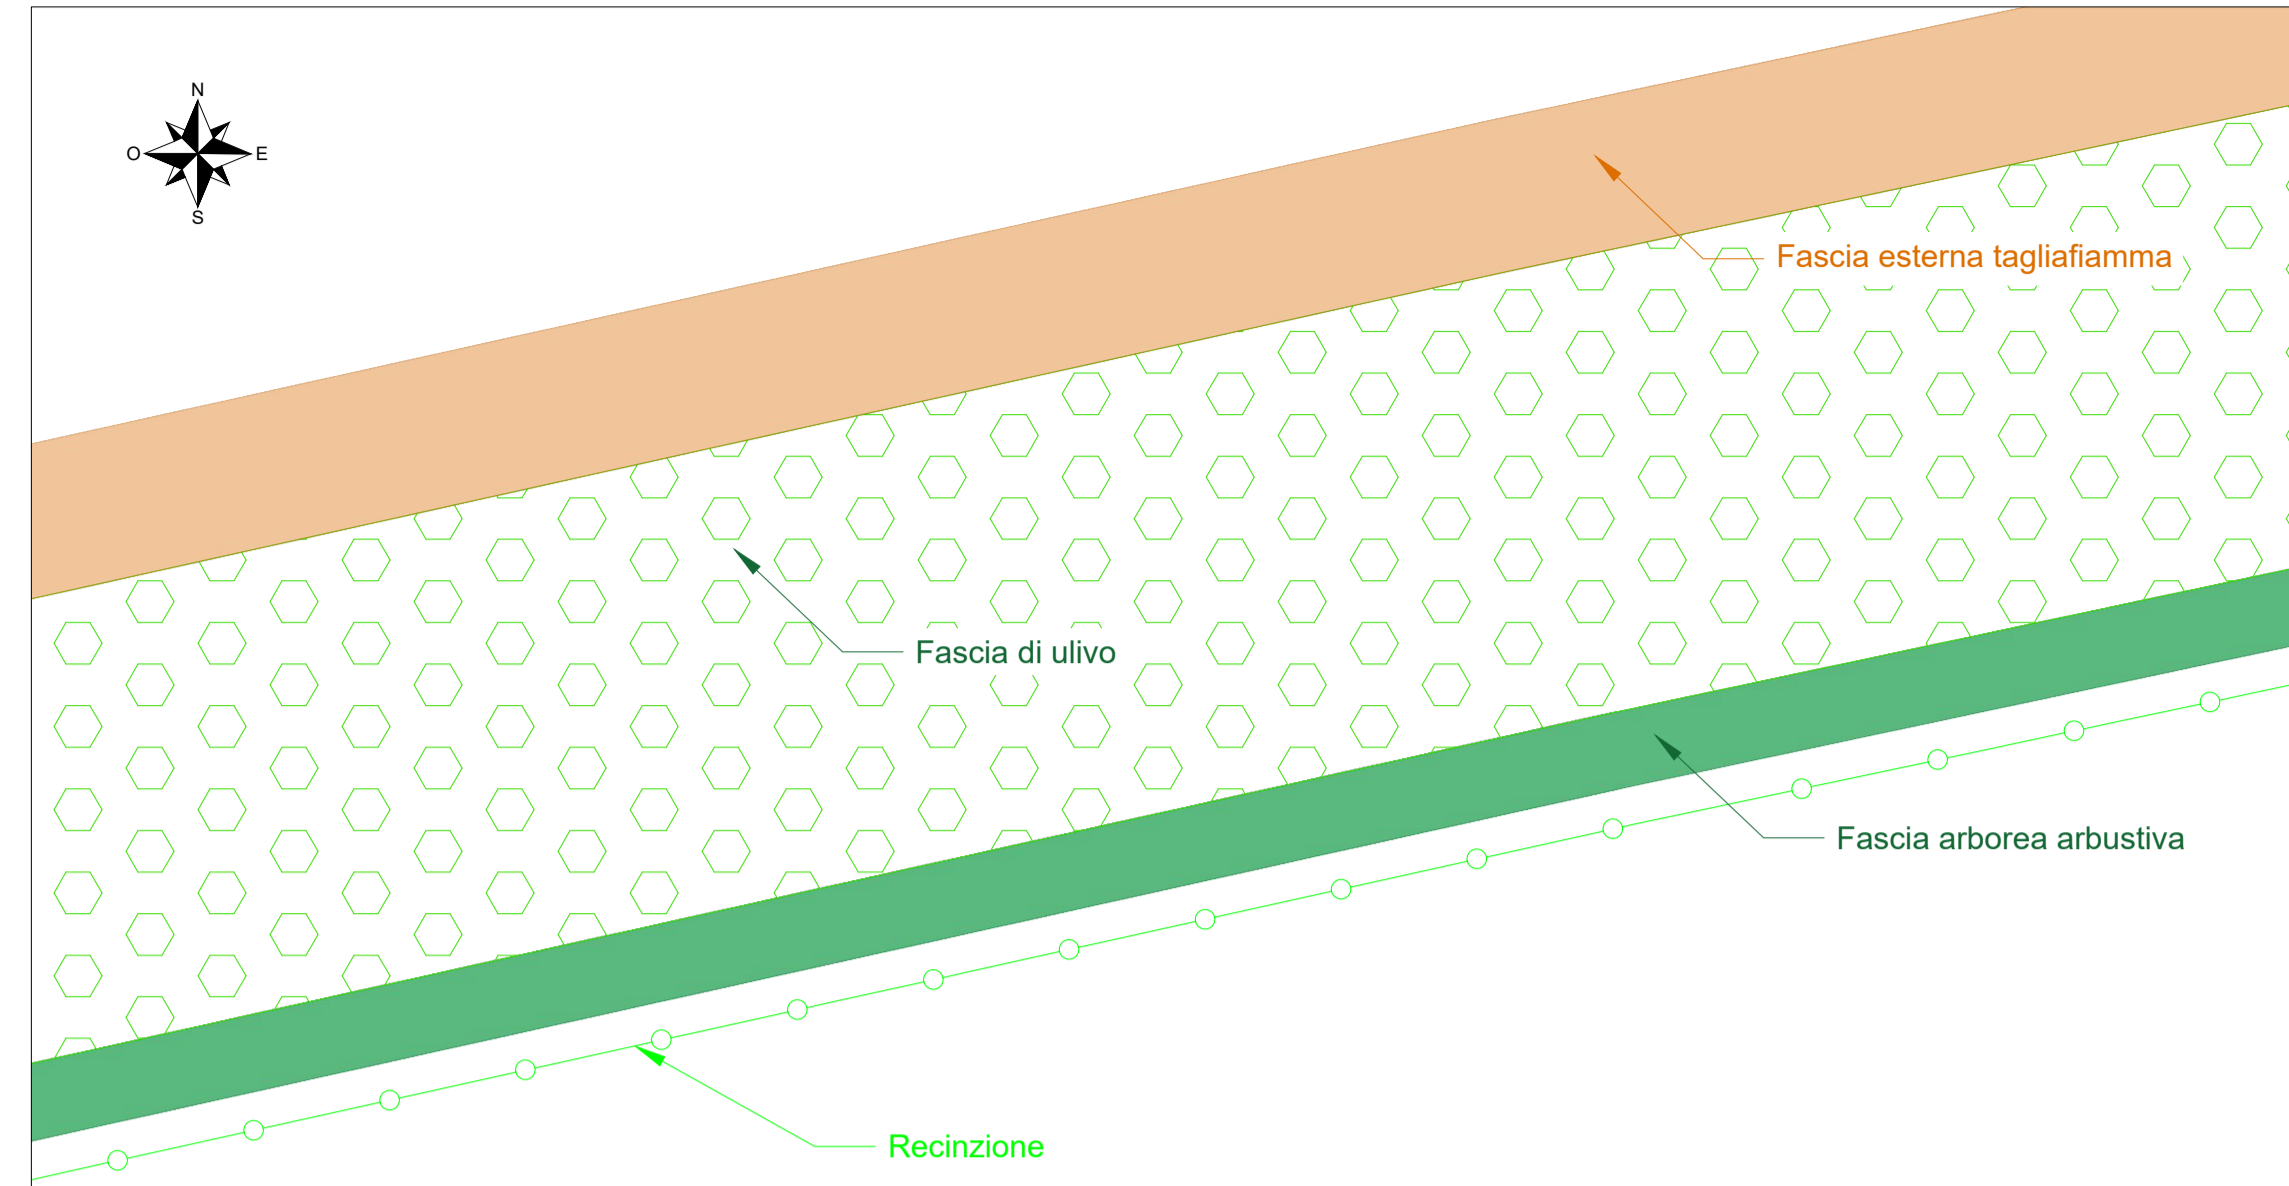 N
O E
S
Fascia esterna tagliafiamma
Fascia di ulivo
Fascia arborea arbustiva
Recinzione